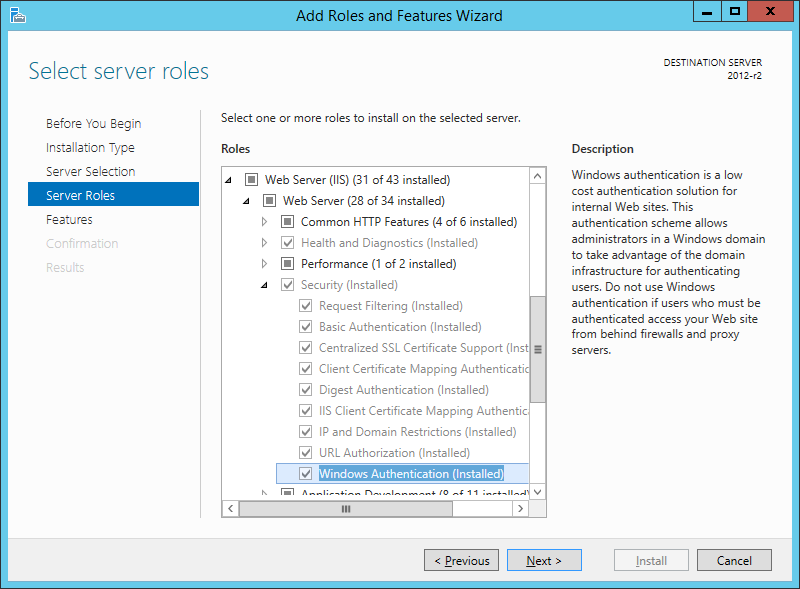 Add Roles and Features Wizard
Select server roles
DESTINATION SERVER
2012-r2
Before You Begin
Installation Type
Server Selection
Server Roles
Features
Confirmation
Results
Select one or more roles to install on the selected server.
Roles
Web Server (IIS) (31 of 43 installed)
Web Server (28 of 34 installed)
Common HTTP Features (4 of 6 installed)
Health and Diagnostics (Installed)
Performance (1 of 2 installed)
Security (Installed)
Request Filtering (Installed)
Basic Authentication (Installed)
Centralized SSL Certificate Support (Inst
Client Certificate Mapping Authenticatic
Digest Authentication (Installed)
IIS Client Certificate Mapping Authentica
IP and Domain Restrictions (Installed)
URL Authorization (Installed)
Windows Authentication (Installed)
Application Development (8 of 11 installed)
Description
Windows authentication is a low
cost authentication solution for
internal Web sites. This
authentication scheme allows
administrators in a Windows domain
to take advantage of the domain
infrastructure for authenticating
users. Do not use Windows
authentication if users who must be
authenticated access your Web site
from behind firewalls and proxy
servers.
< Previous
Next >
Install
Cancel